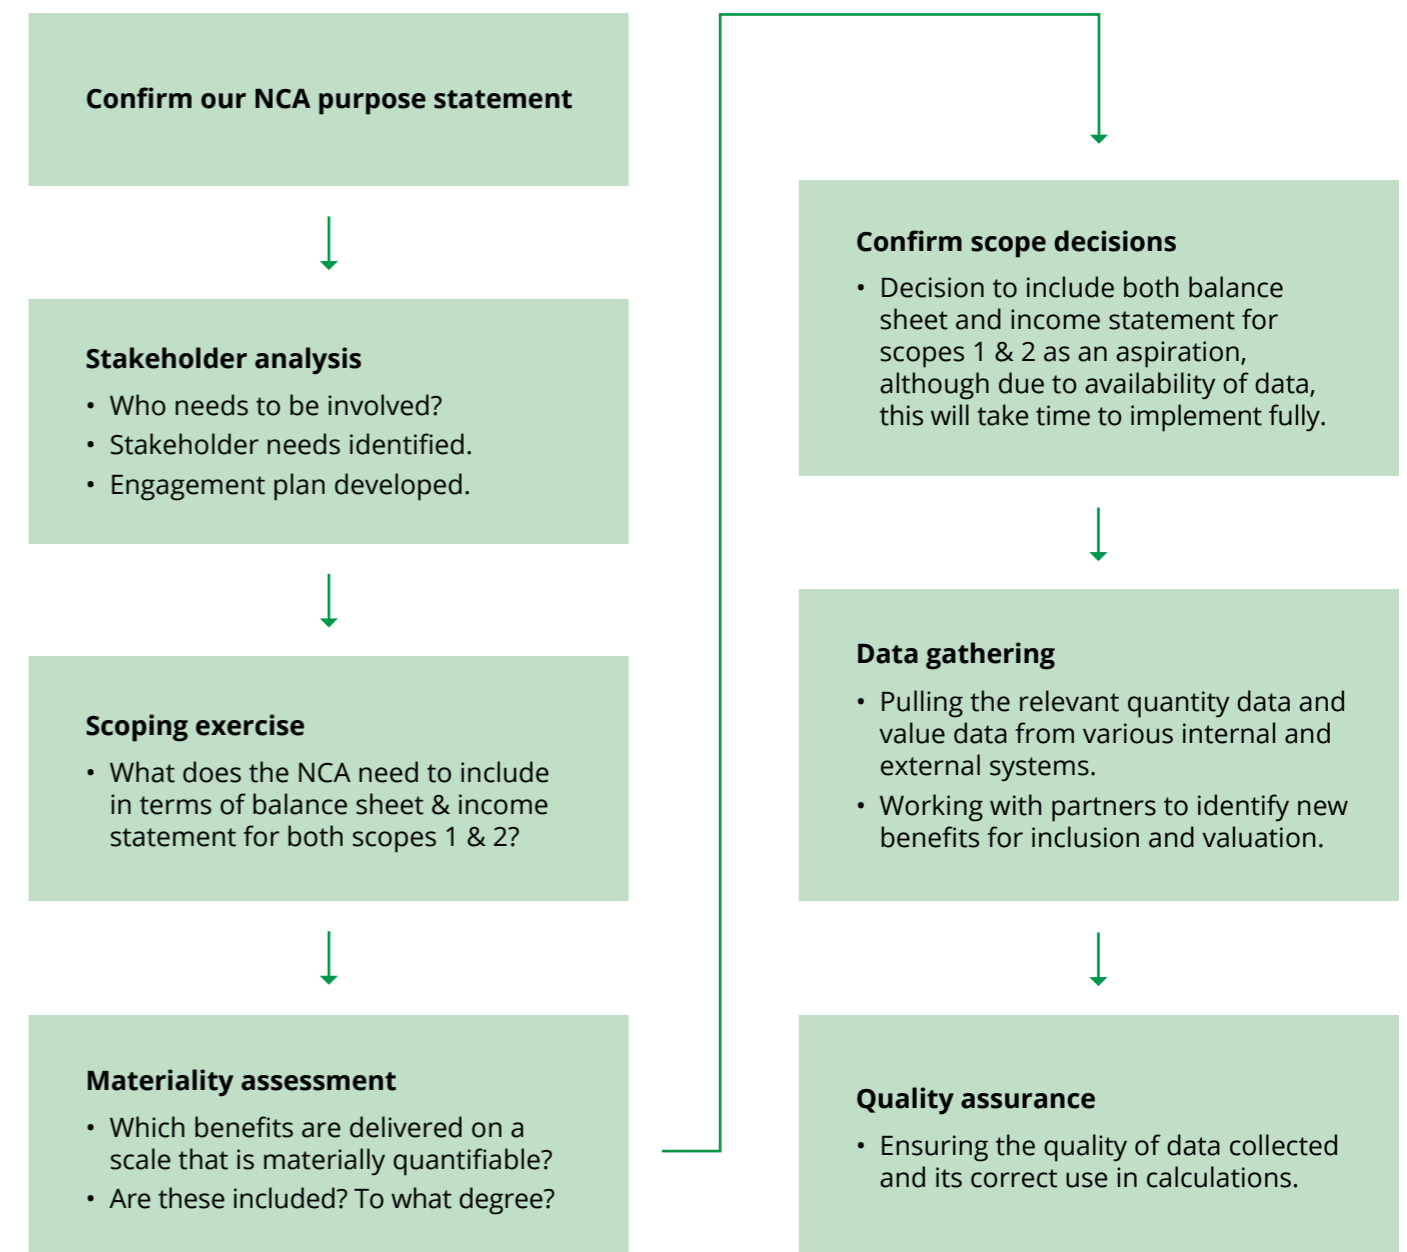 Confirm our NCA purpose statement
Stakeholder analysis
• Who needs to be involved?
• Stakeholder needs identified.
• Engagement plan developed.
Scoping exercise
• What does the NCA need to include
in terms of balance sheet & income
statement for both scopes 1 & 2?
Materiality assessment
• Which benefits are delivered on a
scale that is materially quantifiable?
• Are these included? To what degree?
Confirm scope decisions
• Decision to include both balance
sheet and income statement for
scopes 1 & 2 as an aspiration,
although due to availability of data,
this will take time to implement fully.
Data gathering
• Pulling the relevant quantity data and
value data from various internal and
external systems.
• Working with partners to identify new
benefits for inclusion and valuation.
Quality assurance
• Ensuring the quality of data collected
and its correct use in calculations.